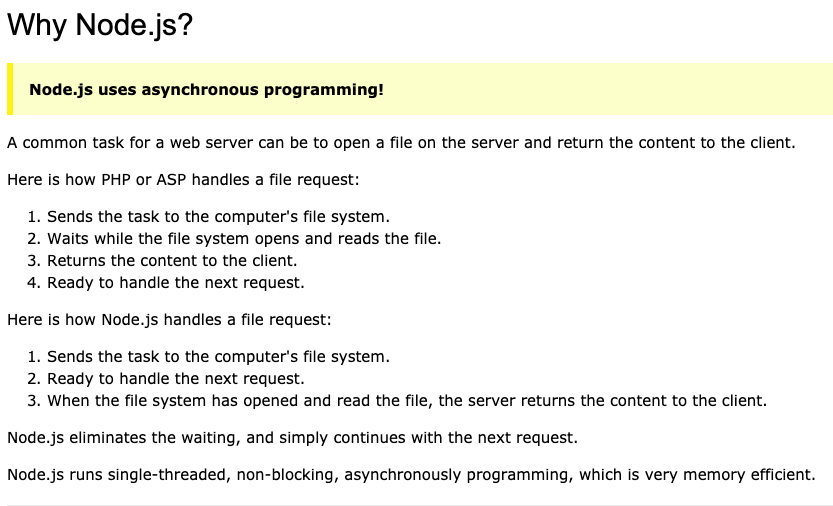 Why Node.js?
Node.js uses asynchronous programming!
A common task for a web server can be to open a file on the server and return the content to the client.
Here is how PHP or ASP handles a file request:
1. Sends the task to the computer's file system.
2. Waits while the file system opens and reads the file.
3. Returns the content to the client.
4. Ready to handle the next request.
Here is how Node.js handles a file request:
1. Sends the task to the computer's file system.
2. Ready to handle the next request.
3. When the file system has opened and read the file, the server returns the content to the client.
Node.js eliminates the waiting, and simply continues with the next request.
Node.js runs single-threaded, non-blocking, asynchronously programming, which is very memory efficient.